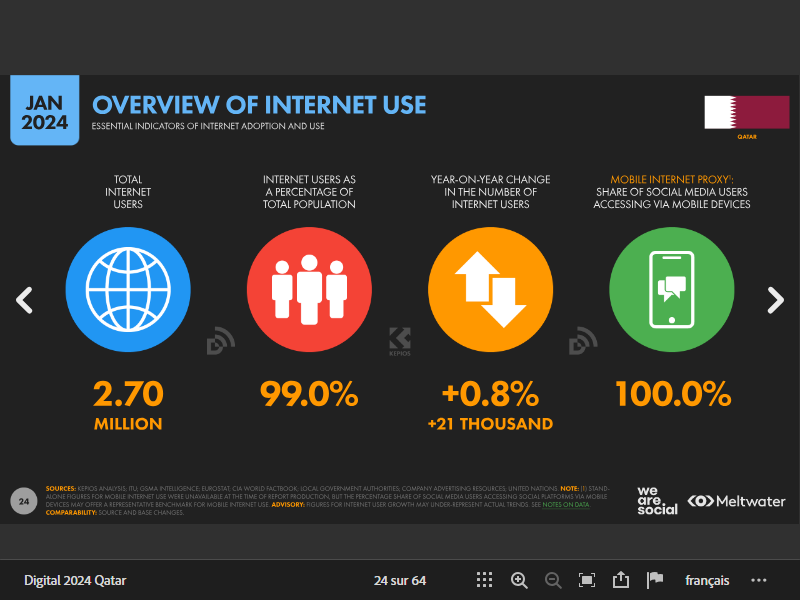 JAN
2024
OVERVIEW OF INTERNET USE
ESSENTIAL INDICATORS OF INTERNET ADOPTION AND USE
QATAR
TOTAL
INTERNET
USERS
INTERNET USERS AS
A PERCENTAGE OF
TOTAL POPULATION
YEAR-ON-YEAR CHANGE
IN THE NUMBER OF
INTERNET USERS
MOBILE INTERNET PROXY¹:
SHARE OF SOCIAL MEDIA USERS
ACCESSING VIA MOBILE DEVICES
KEPIOS
2.70
MILLION
99.0%
+0.8%
+21 THOUSAND
100.0%
24
SOURCES: KEPIOS ANALYSIS; ITU; GSMA INTELLIGENCE; EUROSTAT; CIA WORLD FACTBOOK; LOCAL GOVERNMENT AUTHORITIES; COMPANY ADVERTISING RESOURCES; UNITED NATIONS. NOTE: (1) STAND-
ALONE FIGURES FOR MOBILE INTERNET USE WERE UNAVAILABLE AT THE TIME OF REPORT PRODUCTION, BUT THE PERCENTAGE SHARE OF SOCIAL MEDIA USERS ACCESSING SOCIAL PLATFORMS VIA MOBILE
DEVICES MAY OFFER A REPRESENTATIVE BENCHMARK FOR MOBILE INTERNET USE. ADVISORY: FIGURES FOR INTERNET USER GROWTH MAY UNDER-REPRESENT ACTUAL TRENDS. SEE NOTES ON DATA.
COMPARABILITY: SOURCE AND BASE CHANGES.
we
are.
social
Meltwater
Digital 2024 Qatar
24 sur 64
français